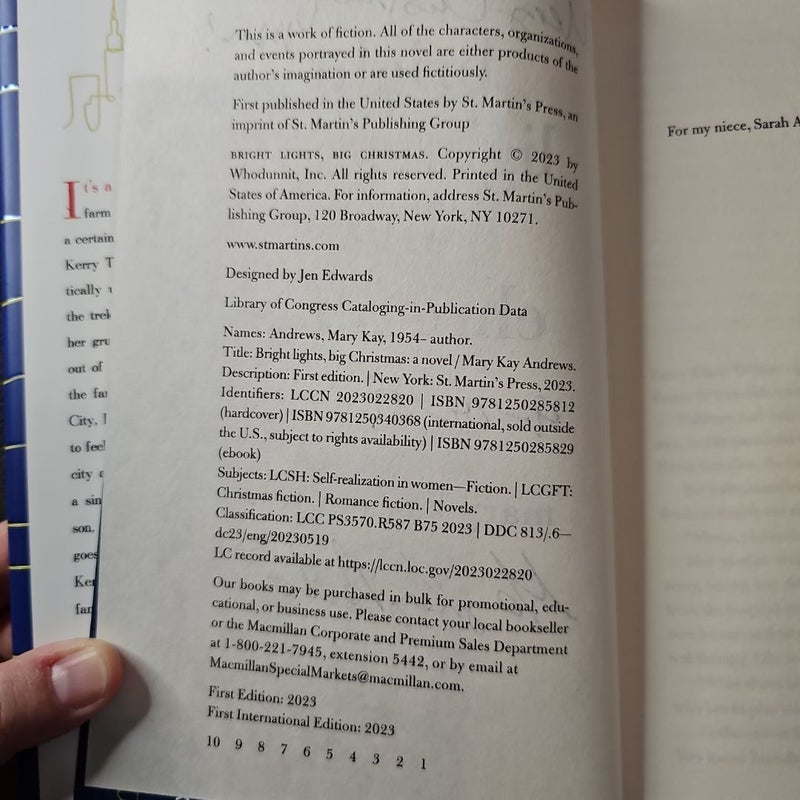 It's a
farm
a certain
Kerry T
tically
the trek
her gru
out of
the far
City, 
to feel
city a
a sin
son.
goes
Ker
far
This is a work of fiction. All of the characters, organizations,
and events portrayed in this novel are either products of the
author's imagination or are used fictitiously.
First published in the United States by St. Martin's Press, an
imprint of St. Martin's Publishing Group
BRIGHT LIGHTS, BIG CHRISTMAS. Copyright © 2023 by
Whodunnit, Inc. All rights reserved. Printed in the United
States of America. For information, address St. Martin's Pub-
lishing Group, 120 Broadway, New York, NY 10271.
www.stmartins.com
Designed by Jen Edwards
Library of Congress Cataloging-in-Publication Data
Names: Andrews, Mary Kay, 1954– author.
Title: Bright lights, big Christmas: a novel / Mary Kay Andrews.
Description: First edition. | New York: St. Martin's Press, 2023.
Identifiers: LCCN 2023022820 | ISBN 9781250285812
(hardcover) | ISBN 9781250340368 (international, sold outside
the U.S., subject to rights availability) | ISBN 9781250285829
(ebook)
Subjects: LCSH: Self-realization in women—Fiction. | LCGFT:
Christmas fiction. | Romance fiction. | Novels.
Classification: LCC PS3570.R587 B75 2023 | DDC 813/.6—
dc23/eng/20230519
LC record available at https://lccn.loc.gov/2023022820
Our books may be purchased in bulk for promotional, edu-
cational, or business use. Please contact your local bookseller
or the Macmillan Corporate and Premium Sales Department
at 1-800-221-7945, extension 5442, or by email at
MacmillanSpecialMarkets@macmillan.com.
First Edition: 2023
First International Edition: 2023
10 9 8 7 6 5 4 3 2 1
For my niece, Sarah A